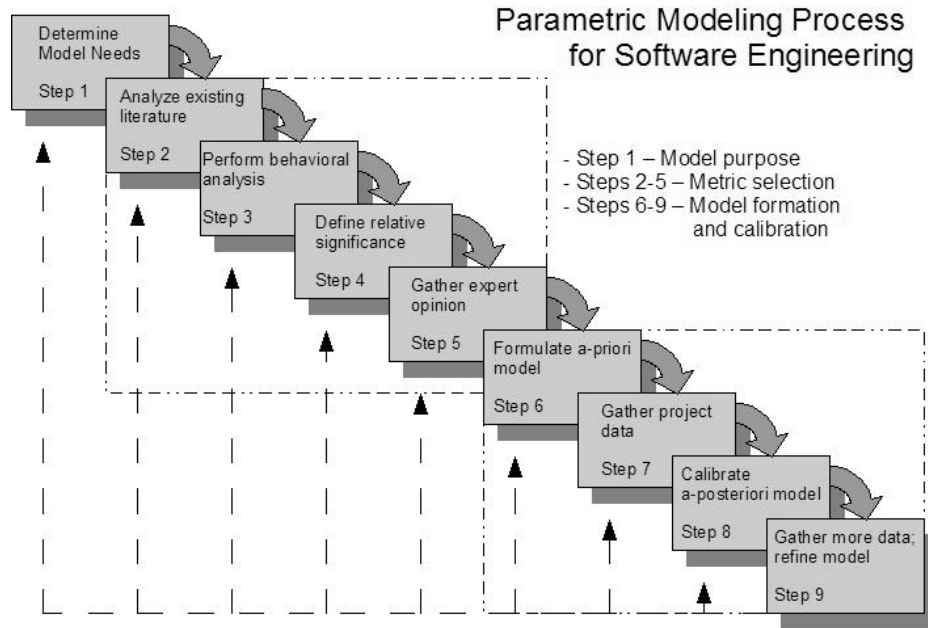 Parametric Modeling Process
for Software Engineering
Determine
Model Needs
Step 1
Analyze existing
literature
Step 2
Perform behavioral
analysis
Step 3
Define relative
significance
Step 4
Gather expert
opinion
Step 5
Formulate a-priori
model
Step 6
Gather project
data
Step 7
Calibrate
a-posteriori model
Step 8
Gather more data;
refine model
Step 9
- Step 1 – Model purpose
- Steps 2-5 – Metric selection
- Steps 6-9 – Model formation
and calibration